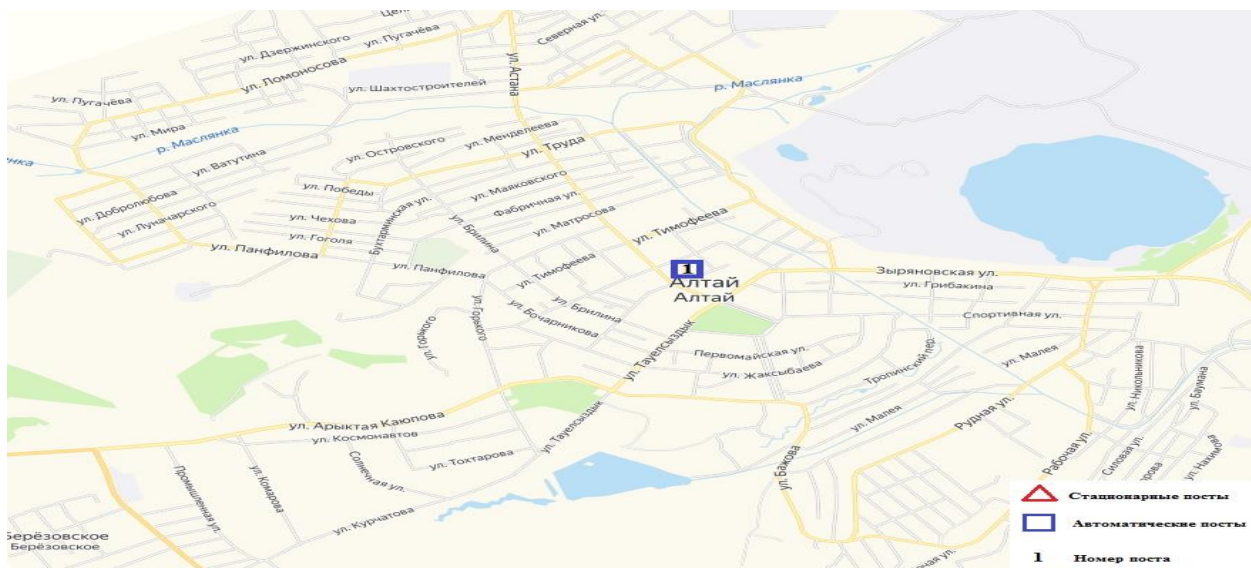 Северная ул.
ул. Дзержинского
ул. Пугачёва
ул. Ломоносова
ул. Астана
ул. Шахтостроителей
р. Маслянка
ул. Пугачёва
ул. Мира
р. Маслянка
ул. Менделеева
ул. Островского
ул. Труда
ул. Ватутина
ул. Победы
ул. Маяковского
ул. Добролюбова
Фабричная ул.
ул. Луначарского
ул. Чехова
Бухтарминская ул.
ул. Матросова
ул. Гоголя
ул. Брилина
ул. Тимофеева
ул. Панфилова
ул. Панфилова
ул. Тимофеева
1
Алтай
Алтай
Зыряновская ул.
ул. Грибакина
ул. Брилина
ул. Горького
ул. Бочарникова
Спортивная ул.
ул. Горького
ул. Тауелсыздык
Первомайская ул.
ул. Жаксыбаева
Тропинский пер.
ул. Малея
ул. Никольникова
ул. Баумана
ул. Арыктая Каюпова
ул. Космонавтов
ул. Тауелсыздык
ул. Малея
Рудная ул.
ул. Тохтарова
Солнечная ул.
ул. Комарова
Промышленная ул.
ул. Бажова
Рабочая ул.
Силовая ул.
ул. Нахимова
ул. Курчатова
Берёзовское
Берёзовское
Стационарные посты
Автоматические посты
1 Номер поста